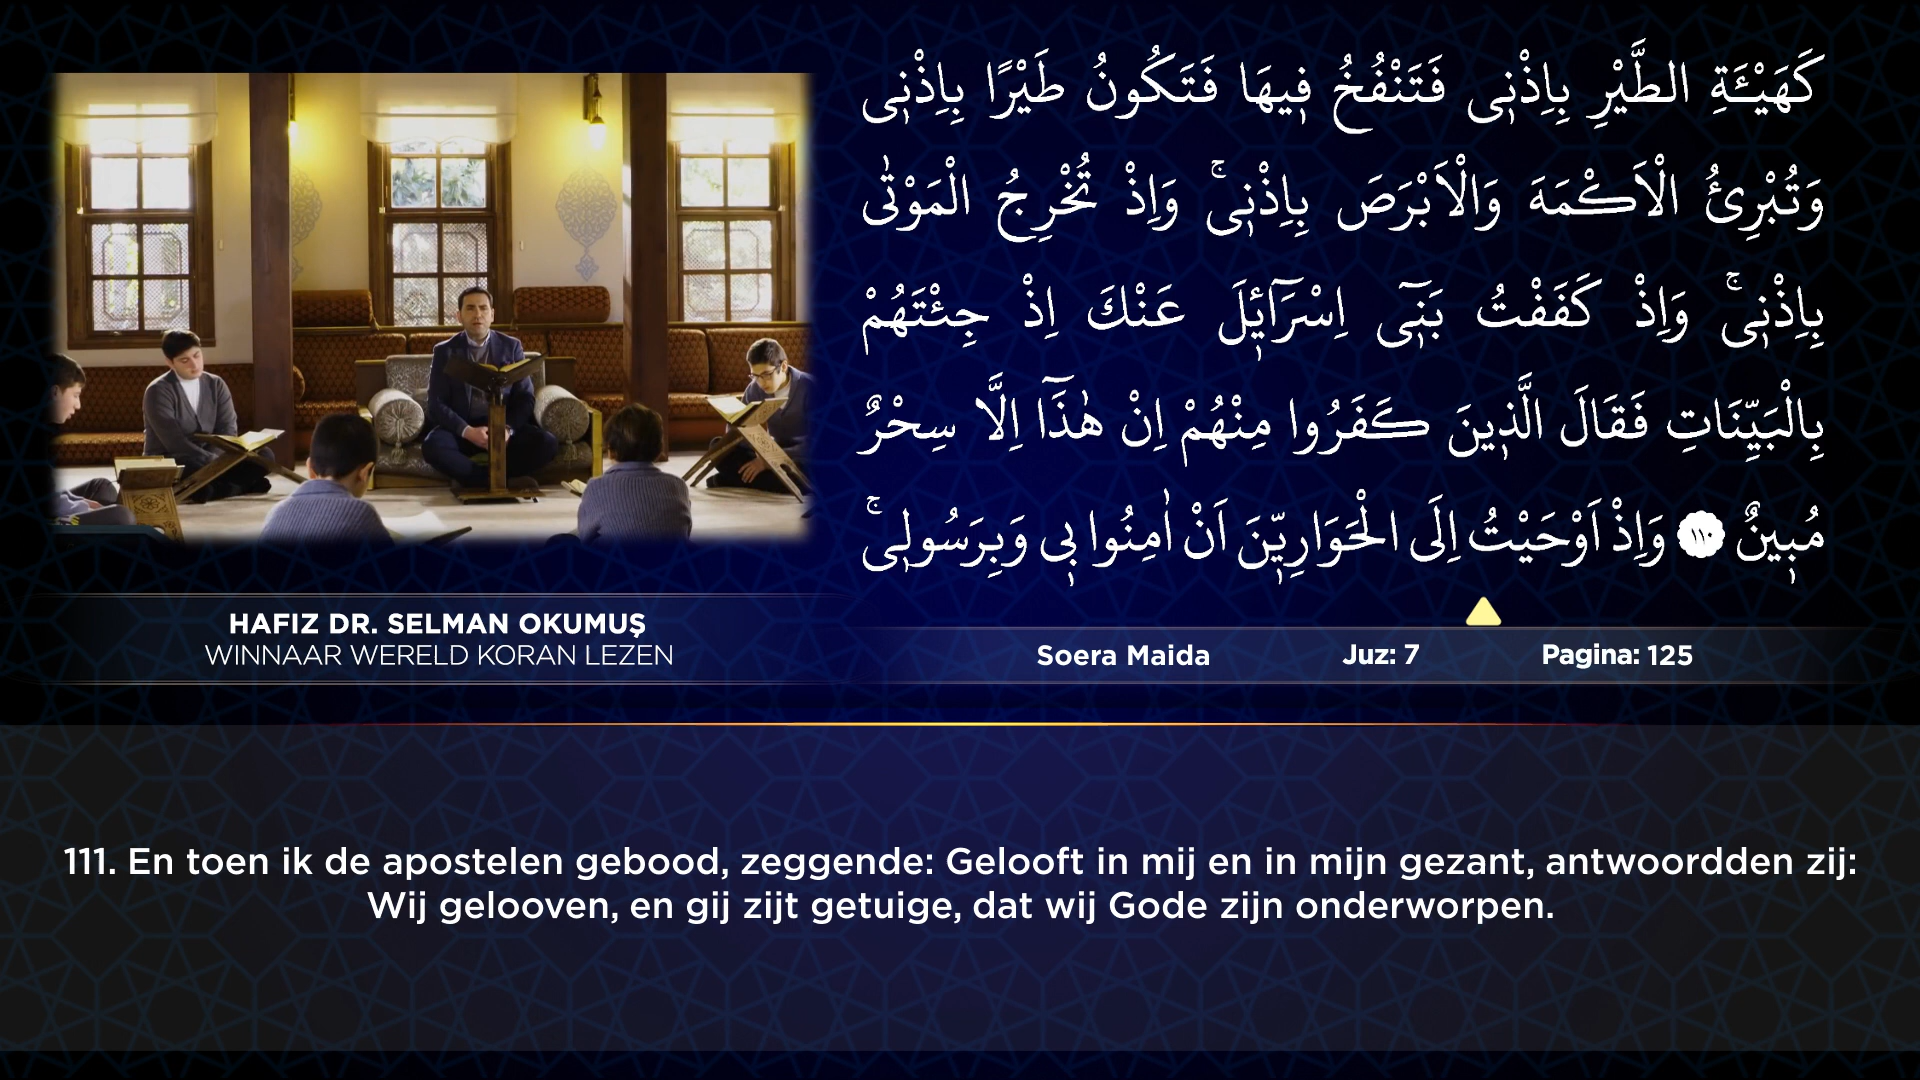 كَهَيْـَٔةِ الطَّيْرِ بِاِذْنٖى فَتَنْفُخُ فٖيهَا فَتَكُونُ طَيْرًا بِاِذْنٖى
وَتُبْرِئُ الْاَكْمَهَ وَالْاَبْرَصَ بِاِذْنٖىۚ وَاِذْ تُخْرِجُ الْمَوْتٰى
بِاِذْنٖىۚ وَاِذْ كَفَفْتُ بَنٖٓى اِسْرَٓائٖلَ عَنْكَ اِذْ جِئْتَهُمْ
بِالْبَيِّنَاتِ فَقَالَ الَّذٖينَ كَفَرُوا مِنْهُمْ اِنْ هٰذَٓا اِلَّا سِحْرٌ
مُبٖينٌ ﴿١١٠﴾ وَاِذْ اَوْحَيْتُ اِلَى الْحَوَارِيّٖنَ اَنْ اٰمِنُوا بٖى وَبِرَسُولٖىۚ
HAFIZ DR. SELMAN OKUMUŞ
WINNAAR WERELD KORAN LEZEN
Soera Maida Juz: 7 Pagina: 125
111. En toen ik de apostelen gebood, zeggende: Gelooft in mij en in mijn gezant, antwoordden zij:
Wij gelooven, en gij zijt getuige, dat wij Gode zijn onderworpen.